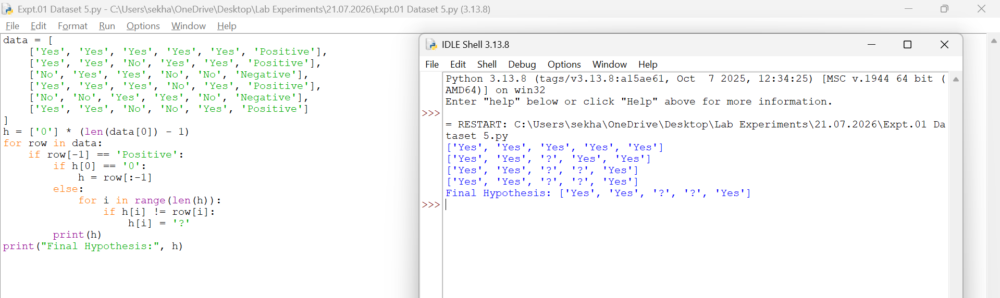 Expt.01 Dataset 5.py - C:\Users\sekha\OneDrive\Desktop\Lab Experiments\21.07.2026\Expt.01 Dataset 5.py (3.13.8)
File Edit Format Run Options Window Help
data = [
    ['Yes', 'Yes', 'Yes', 'Yes', 'Yes', 'Positive'],
    ['Yes', 'Yes', 'No', 'Yes', 'Yes', 'Positive'],
    ['No', 'Yes', 'Yes', 'No', 'No', 'Negative'],
    ['Yes', 'Yes', 'Yes', 'No', 'Yes', 'Positive'],
    ['No', 'No', 'Yes', 'Yes', 'No', 'Negative'],
    ['Yes', 'Yes', 'No', 'No', 'Yes', 'Positive']
]
h = ['0'] * (len(data[0]) - 1)
for row in data:
    if row[-1] == 'Positive':
        if h[0] == '0':
            h = row[:-1]
        else:
            for i in range(len(h)):
                if h[i] != row[i]:
                    h[i] = '?'
        print(h)
print("Final Hypothesis:", h)
IDLE Shell 3.13.8
File Edit Shell Debug Options Window Help
Python 3.13.8 (tags/v3.13.8:a15ae61, Oct  7 2025, 12:34:25) [MSC v.1944 64 bit (
AMD64)] on win32
Enter "help" below or click "Help" above for more information.
>>>
= RESTART: C:\Users\sekha\OneDrive\Desktop\Lab Experiments\21.07.2026\Expt.01 Da
taset 5.py
['Yes', 'Yes', 'Yes', 'Yes', 'Yes']
['Yes', 'Yes', '?', 'Yes', 'Yes']
['Yes', 'Yes', '?', '?', 'Yes']
['Yes', 'Yes', '?', '?', 'Yes']
Final Hypothesis: ['Yes', 'Yes', '?', '?', 'Yes']
>>>